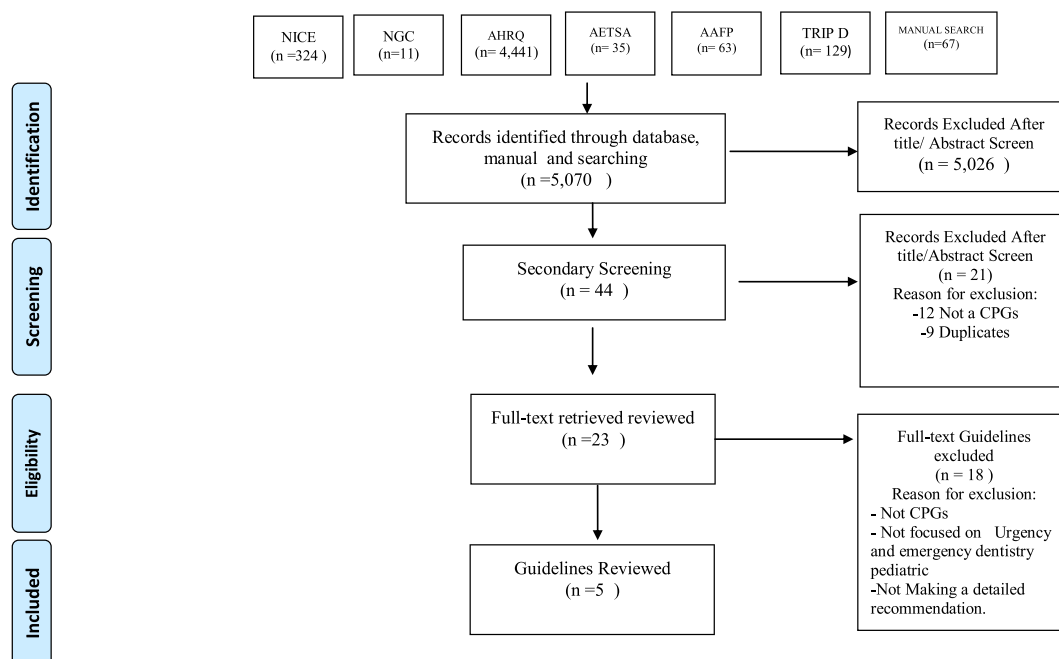 NICE
(n =324 )
NGC
(n=11)
AHRQ
(n= 4,441)
AETSA
(n= 35)
AAFP
(n= 63)
TRIP D
(n= 129)
MANUAL SEARCH
(n=67)
Identification
Records identified through database,
manual and searching
(n =5,070 )
Records Excluded After
title/ Abstract Screen
(n = 5,026 )
Screening
Secondary Screening
(n = 44 )
Records Excluded After
title/Abstract Screen
(n = 21)
Reason for exclusion:
-12 Not a CPGs
-9 Duplicates
Eligibility
Full-text retrieved reviewed
(n =23 )
Full-text Guidelines
excluded
(n = 18 )
Reason for exclusion:
- Not CPGs
- Not focused on Urgency
and emergency dentistry
pediatric
-Not Making a detailed
recommendation.
Included
Guidelines Reviewed
(n =5 )